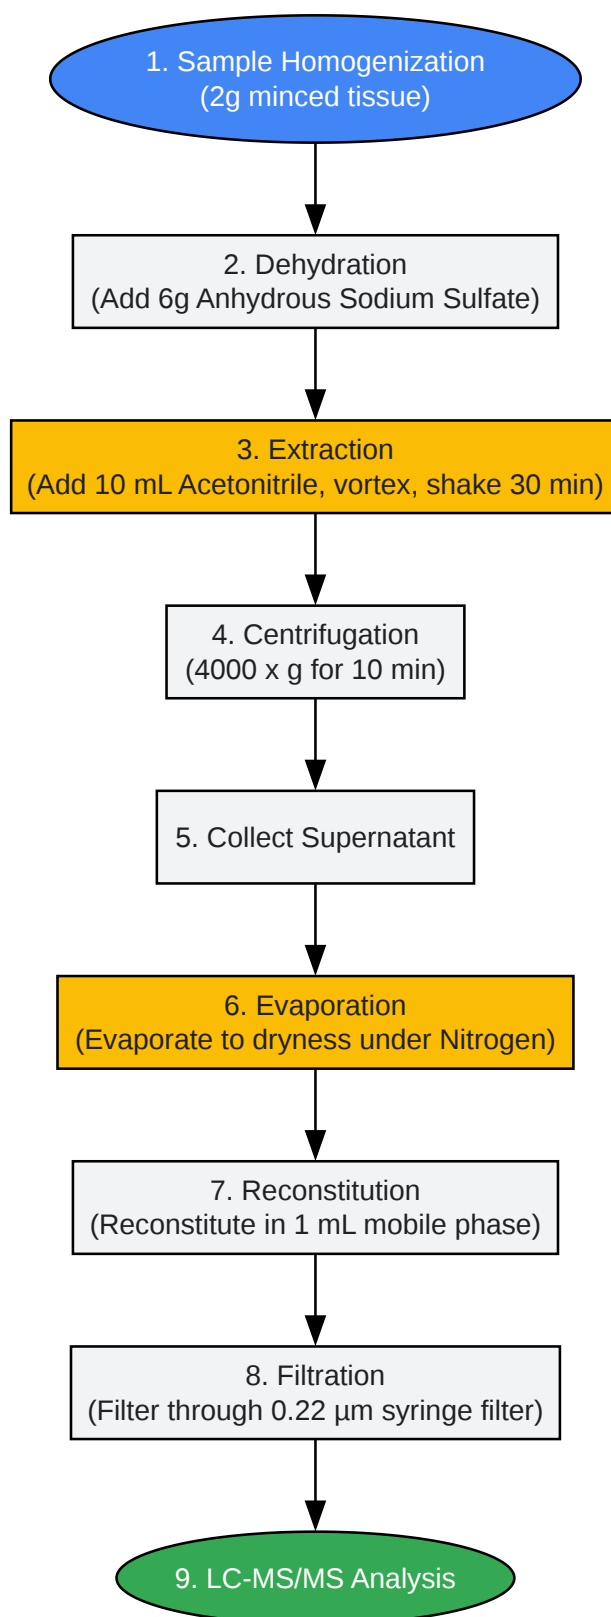 1. Sample Homogenization
(2g minced tissue)
2. Dehydration
(Add 6g Anhydrous Sodium Sulfate)
3. Extraction
(Add 10 mL Acetonitrile, vortex, shake 30 min)
4. Centrifugation
(4000 x g for 10 min)
5. Collect Supernatant
6. Evaporation
(Evaporate to dryness under Nitrogen)
7. Reconstitution
(Reconstitute in 1 mL mobile phase)
8. Filtration
(Filter through 0.22 µm syringe filter)
9. LC-MS/MS Analysis